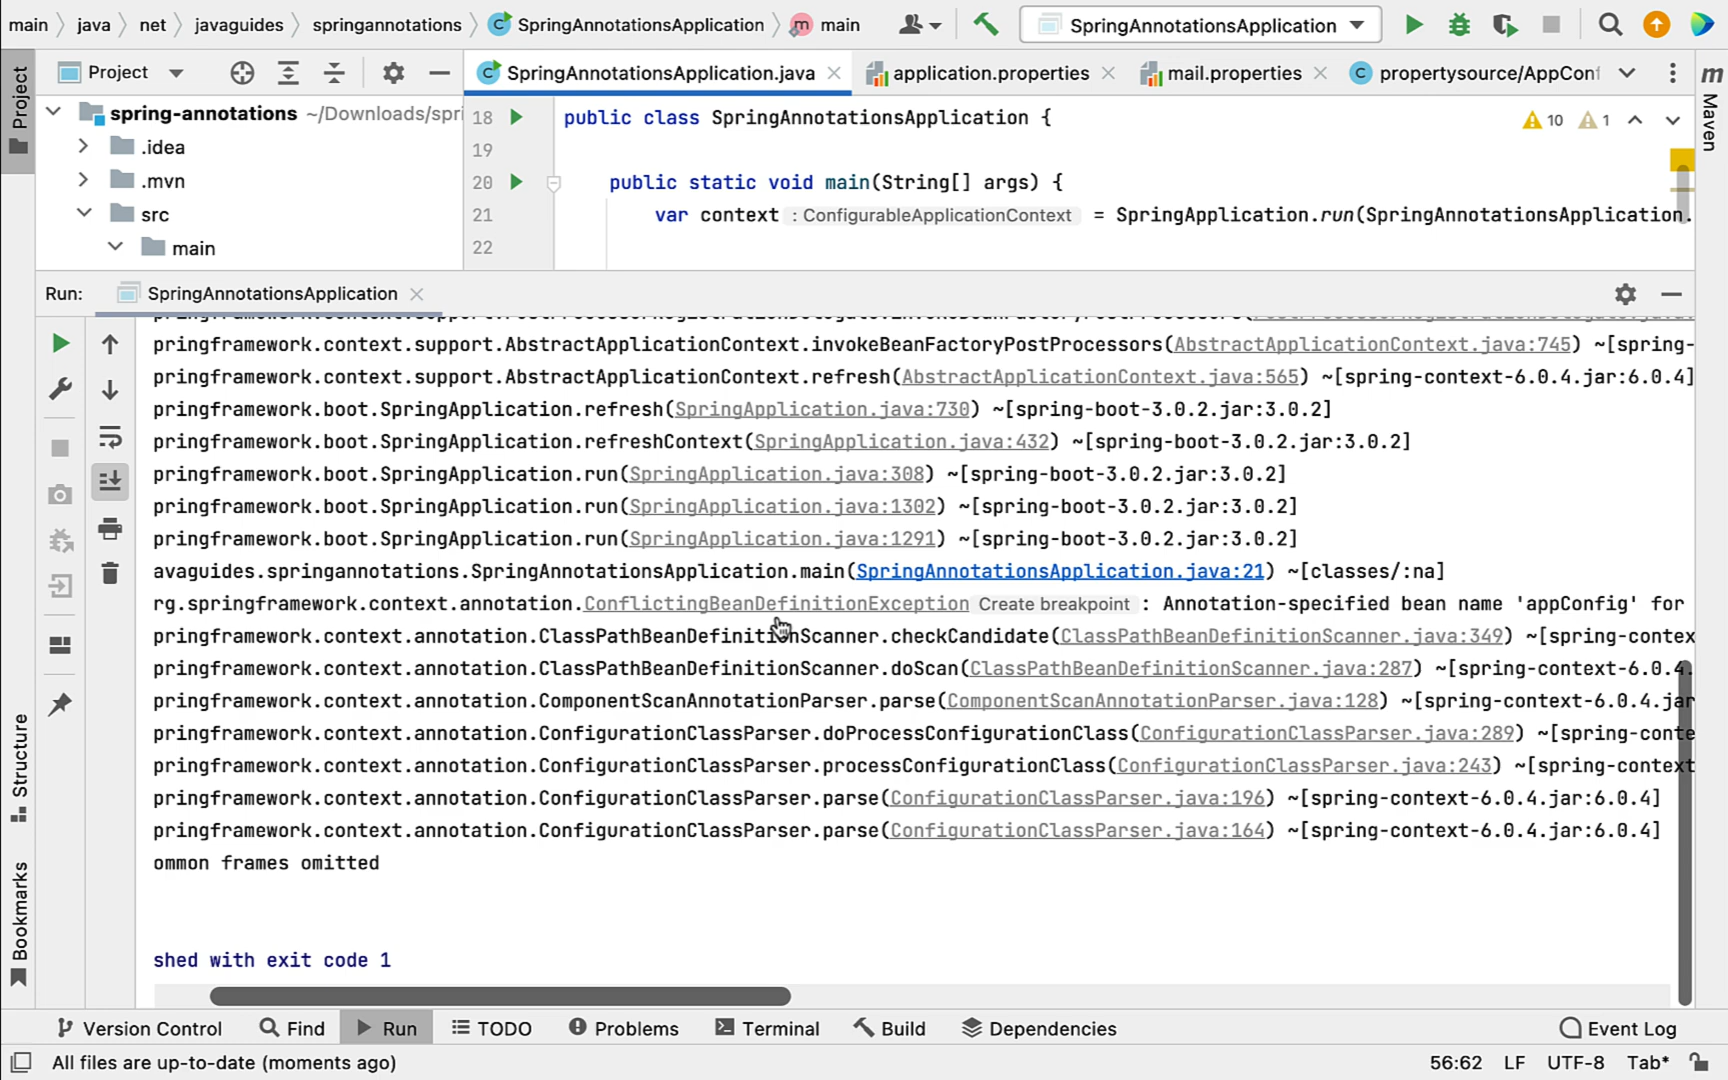 main java net javaguides springannotations SpringAnnotationsApplication main SpringAnnotationsApplication
Project
SpringAnnotationsApplication.java application.properties mail.properties propertysource/AppConf
Project
Maven
m
spring-annotations ~/Downloads/spri
.idea
.mvn
src
main
18 public class SpringAnnotationsApplication {
19
20 public static void main(String[] args) {
21 var context : ConfigurableApplicationContext = SpringApplication.run(SpringAnnotationsApplication.
22
10 1
Run: SpringAnnotationsApplication
pringframework.context.support.AbstractApplicationContext.invokeBeanFactoryPostProcessors(AbstractApplicationContext.java:745) ~[spring-
pringframework.context.support.AbstractApplicationContext.refresh(AbstractApplicationContext.java:565) ~[spring-context-6.0.4.jar:6.0.4]
pringframework.boot.SpringApplication.refresh(SpringApplication.java:730) ~[spring-boot-3.0.2.jar:3.0.2]
pringframework.boot.SpringApplication.refreshContext(SpringApplication.java:432) ~[spring-boot-3.0.2.jar:3.0.2]
pringframework.boot.SpringApplication.run(SpringApplication.java:308) ~[spring-boot-3.0.2.jar:3.0.2]
pringframework.boot.SpringApplication.run(SpringApplication.java:1302) ~[spring-boot-3.0.2.jar:3.0.2]
pringframework.boot.SpringApplication.run(SpringApplication.java:1291) ~[spring-boot-3.0.2.jar:3.0.2]
avaguides.springannotations.SpringAnnotationsApplication.main(SpringAnnotationsApplication.java:21) ~[classes/:na]
rg.springframework.context.annotation.ConflictingBeanDefinitionException Create breakpoint : Annotation-specified bean name 'appConfig' for
pringframework.context.annotation.ClassPathBeanDefinitionScanner.checkCandidate(ClassPathBeanDefinitionScanner.java:349) ~[spring-contex
pringframework.context.annotation.ClassPathBeanDefinitionScanner.doScan(ClassPathBeanDefinitionScanner.java:287) ~[spring-context-6.0.4.
pringframework.context.annotation.ComponentScanAnnotationParser.parse(ComponentScanAnnotationParser.java:128) ~[spring-context-6.0.4.jar
pringframework.context.annotation.ConfigurationClassParser.doProcessConfigurationClass(ConfigurationClassParser.java:289) ~[spring-conte
pringframework.context.annotation.ConfigurationClassParser.processConfigurationClass(ConfigurationClassParser.java:243) ~[spring-context
pringframework.context.annotation.ConfigurationClassParser.parse(ConfigurationClassParser.java:196) ~[spring-context-6.0.4.jar:6.0.4]
pringframework.context.annotation.ConfigurationClassParser.parse(ConfigurationClassParser.java:164) ~[spring-context-6.0.4.jar:6.0.4]
ommon frames omitted
shed with exit code 1
Structure
Bookmarks
Version Control Find Run TODO Problems Terminal Build Dependencies Event Log
All files are up-to-date (moments ago) 56:62 LF UTF-8 Tab*